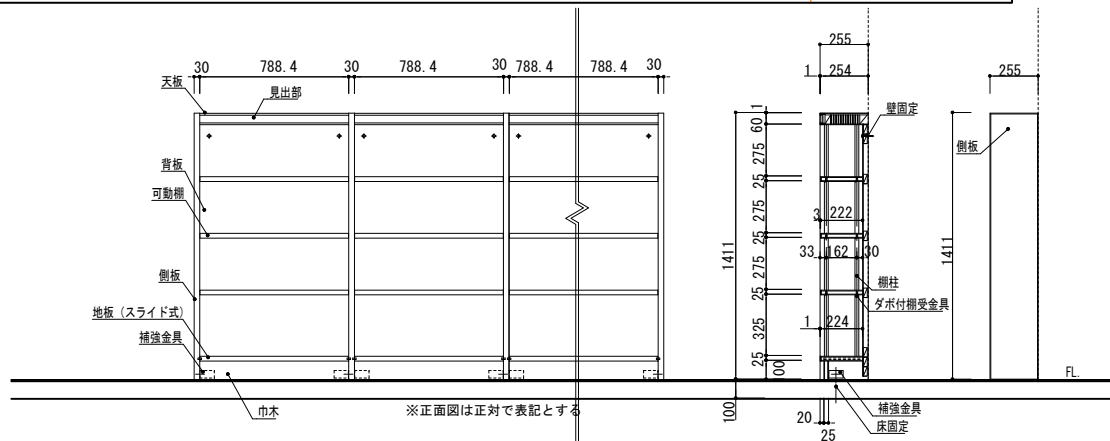 30 788.4 30 788.4 30 788.4 788.4 30
天板
見出部
背板
可動棚
側板
地板（スライド式）
補強金具
巾木
※正面図は正対で表記とする
255
1 254
1
60
275
25
275
25
275
25
325
25
100
1411
100
3 222
33 162 30
1 224
壁固定
棚柱
ダボ付棚受金具
補強金具
床固定
20
25
255
側板
1411
FL.